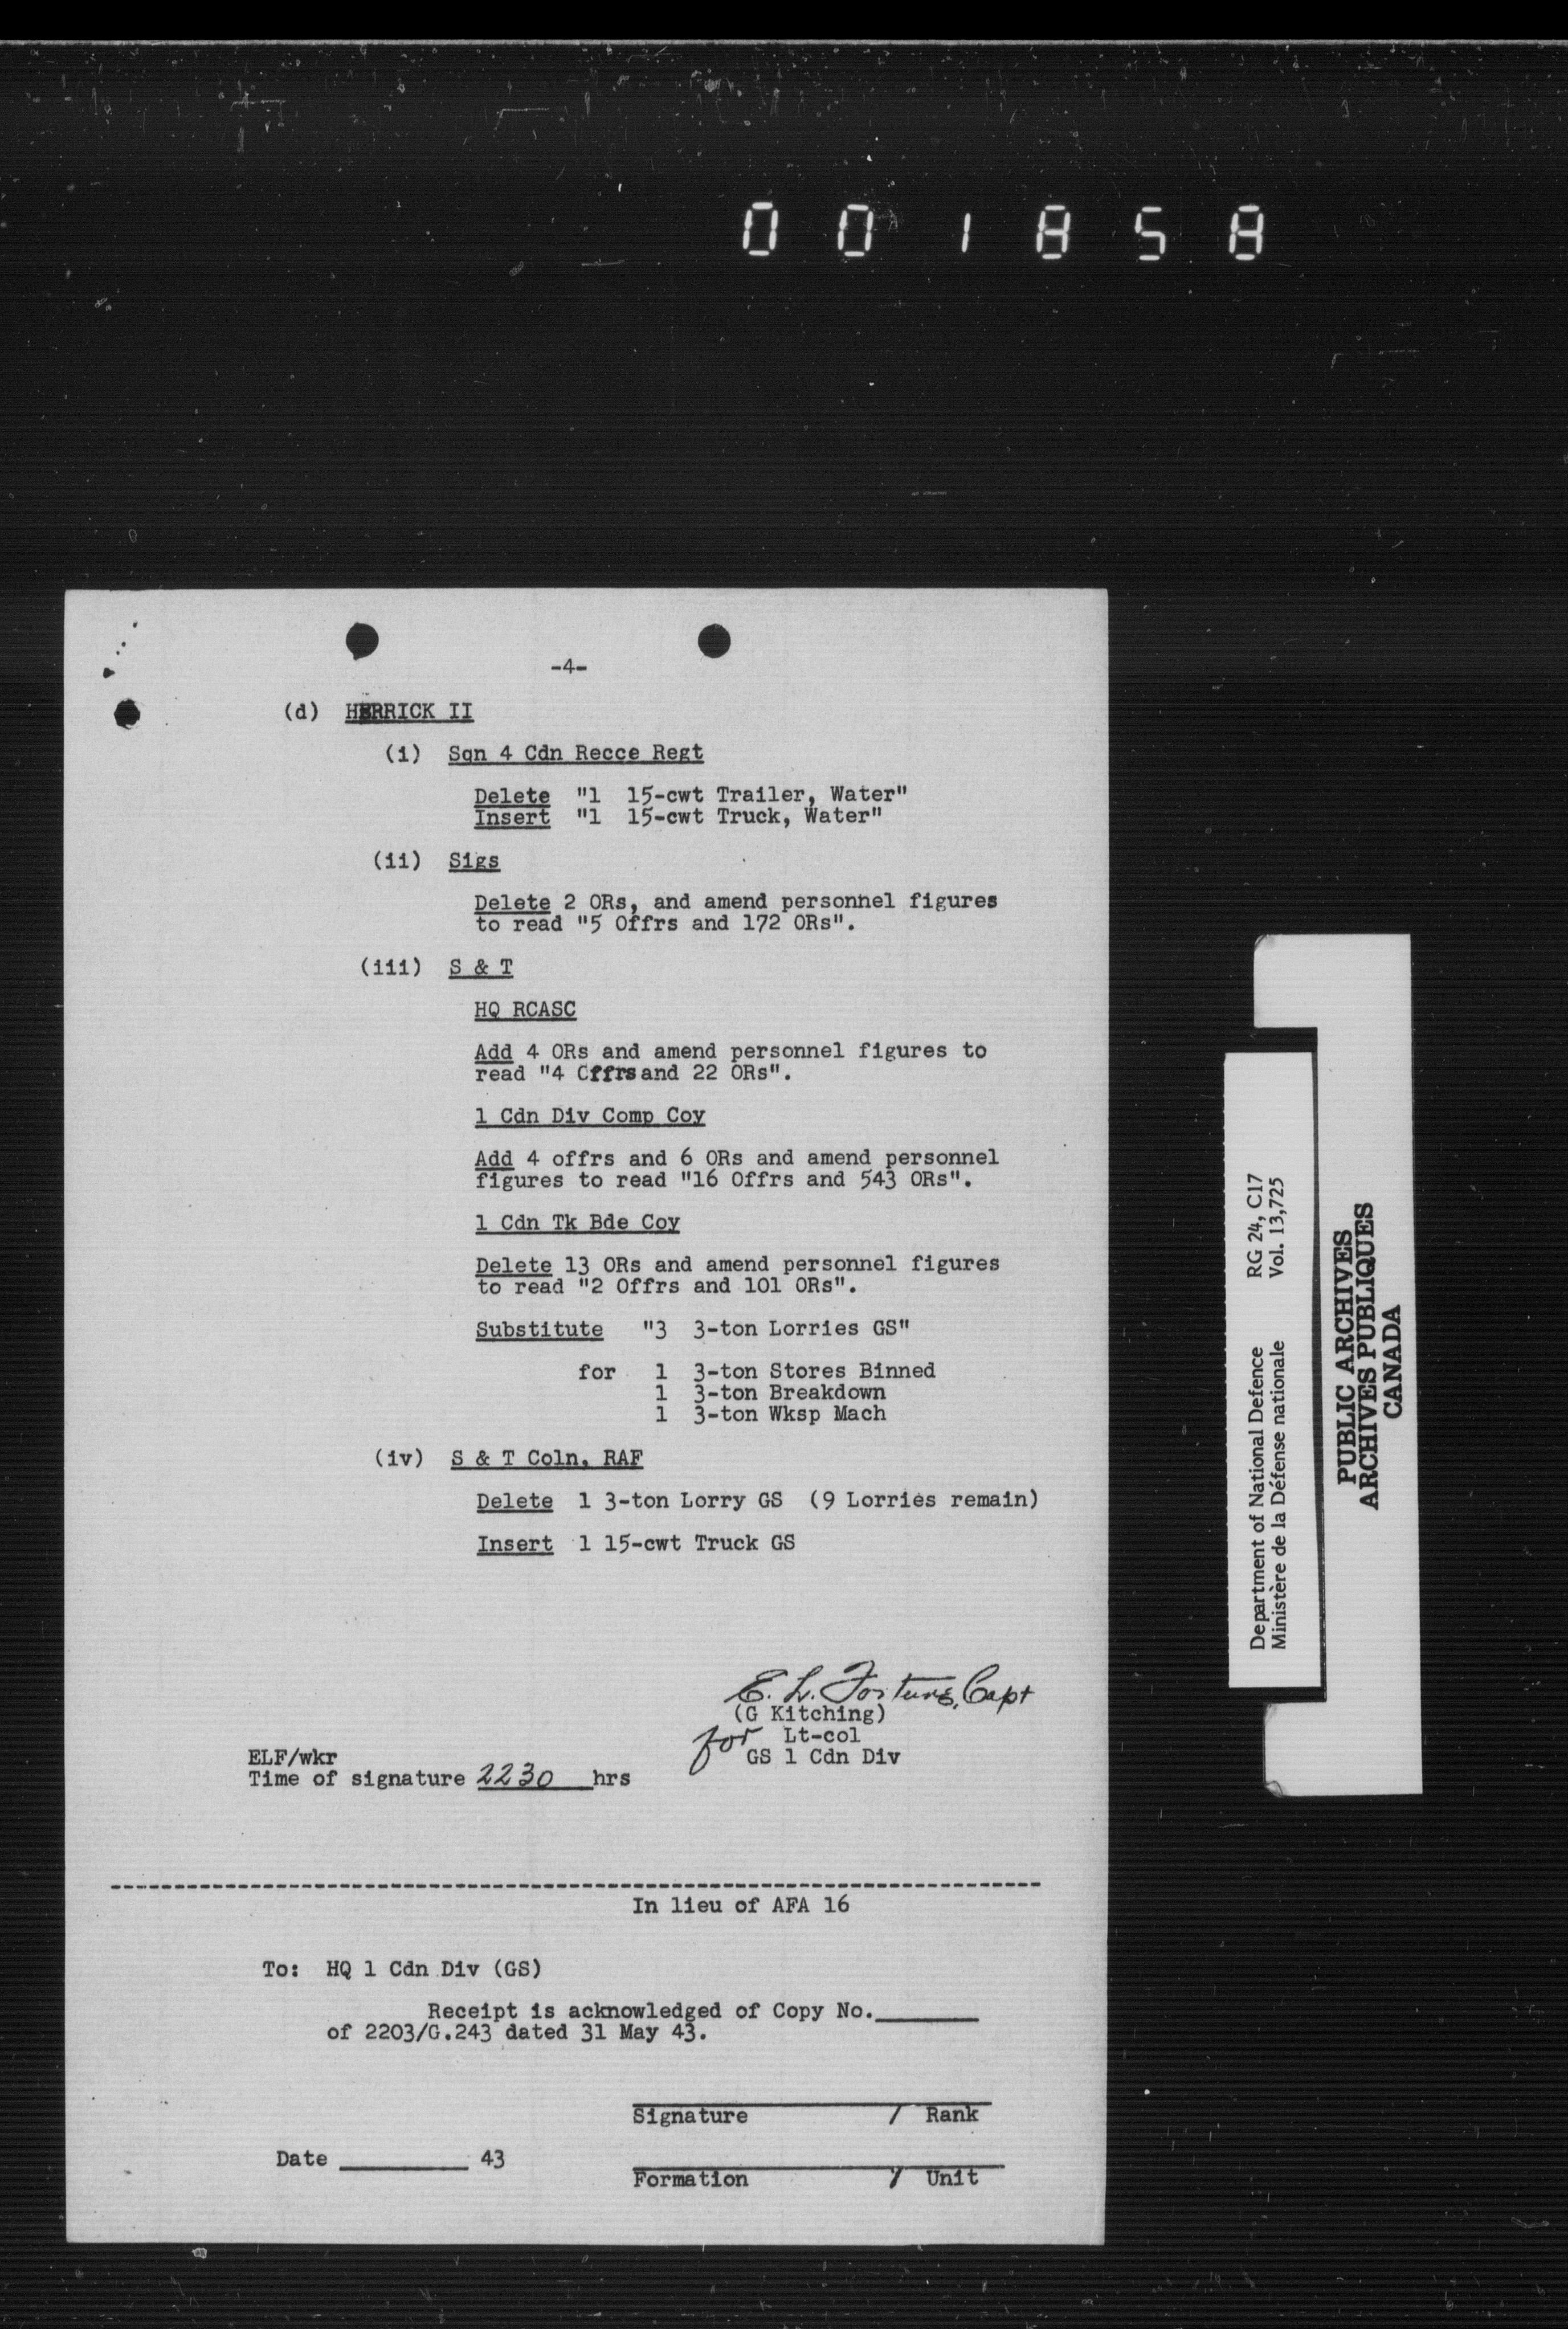 001858
-4-
(d) HERRICK II
(i) Sqn 4 Cdn Recce Regt
Delete "1 15-cwt Trailer, Water"
Insert "1 15-cwt Truck, Water"
(ii) Sigs
Delete 2 ORs, and amend personnel figures
to read "5 Offrs and 172 ORs".
(iii) S & T
HQ RCASC
Add 4 ORs and amend personnel figures to
read "4 Offrs and 22 ORs".
1 Cdn Div Comp Coy
Add 4 offrs and 6 ORs and amend personnel
figures to read "16 Offrs and 543 ORs".
1 Cdn Tk Bde Coy
Delete 13 ORs and amend personnel figures
to read "2 Offrs and 101 ORs".
Substitute "3 3-ton Lorries GS"
for 1 3-ton Stores Binned
1 3-ton Breakdown
1 3-ton Wksp Mach
(iv) S & T Coln, RAF
Delete 1 3-ton Lorry GS (9 Lorries remain)
Insert 1 15-cwt Truck GS
E. L. Capt
(G Kitching)
for Lt-col
GS 1 Cdn Div
ELF/wkr
Time of signature 2230 hrs
In lieu of AFA 16
To: HQ 1 Cdn Div (GS)
Receipt is acknowledged of Copy No.
of 2203/G.243 dated 31 May 43.
Signature / Rank
Date 43
Formation / Unit
Department of National Defence RG 24, C17
Ministère de la Défense nationale Vol. 13,725
PUBLIC ARCHIVES
ARCHIVES PUBLIQUES
CANADA